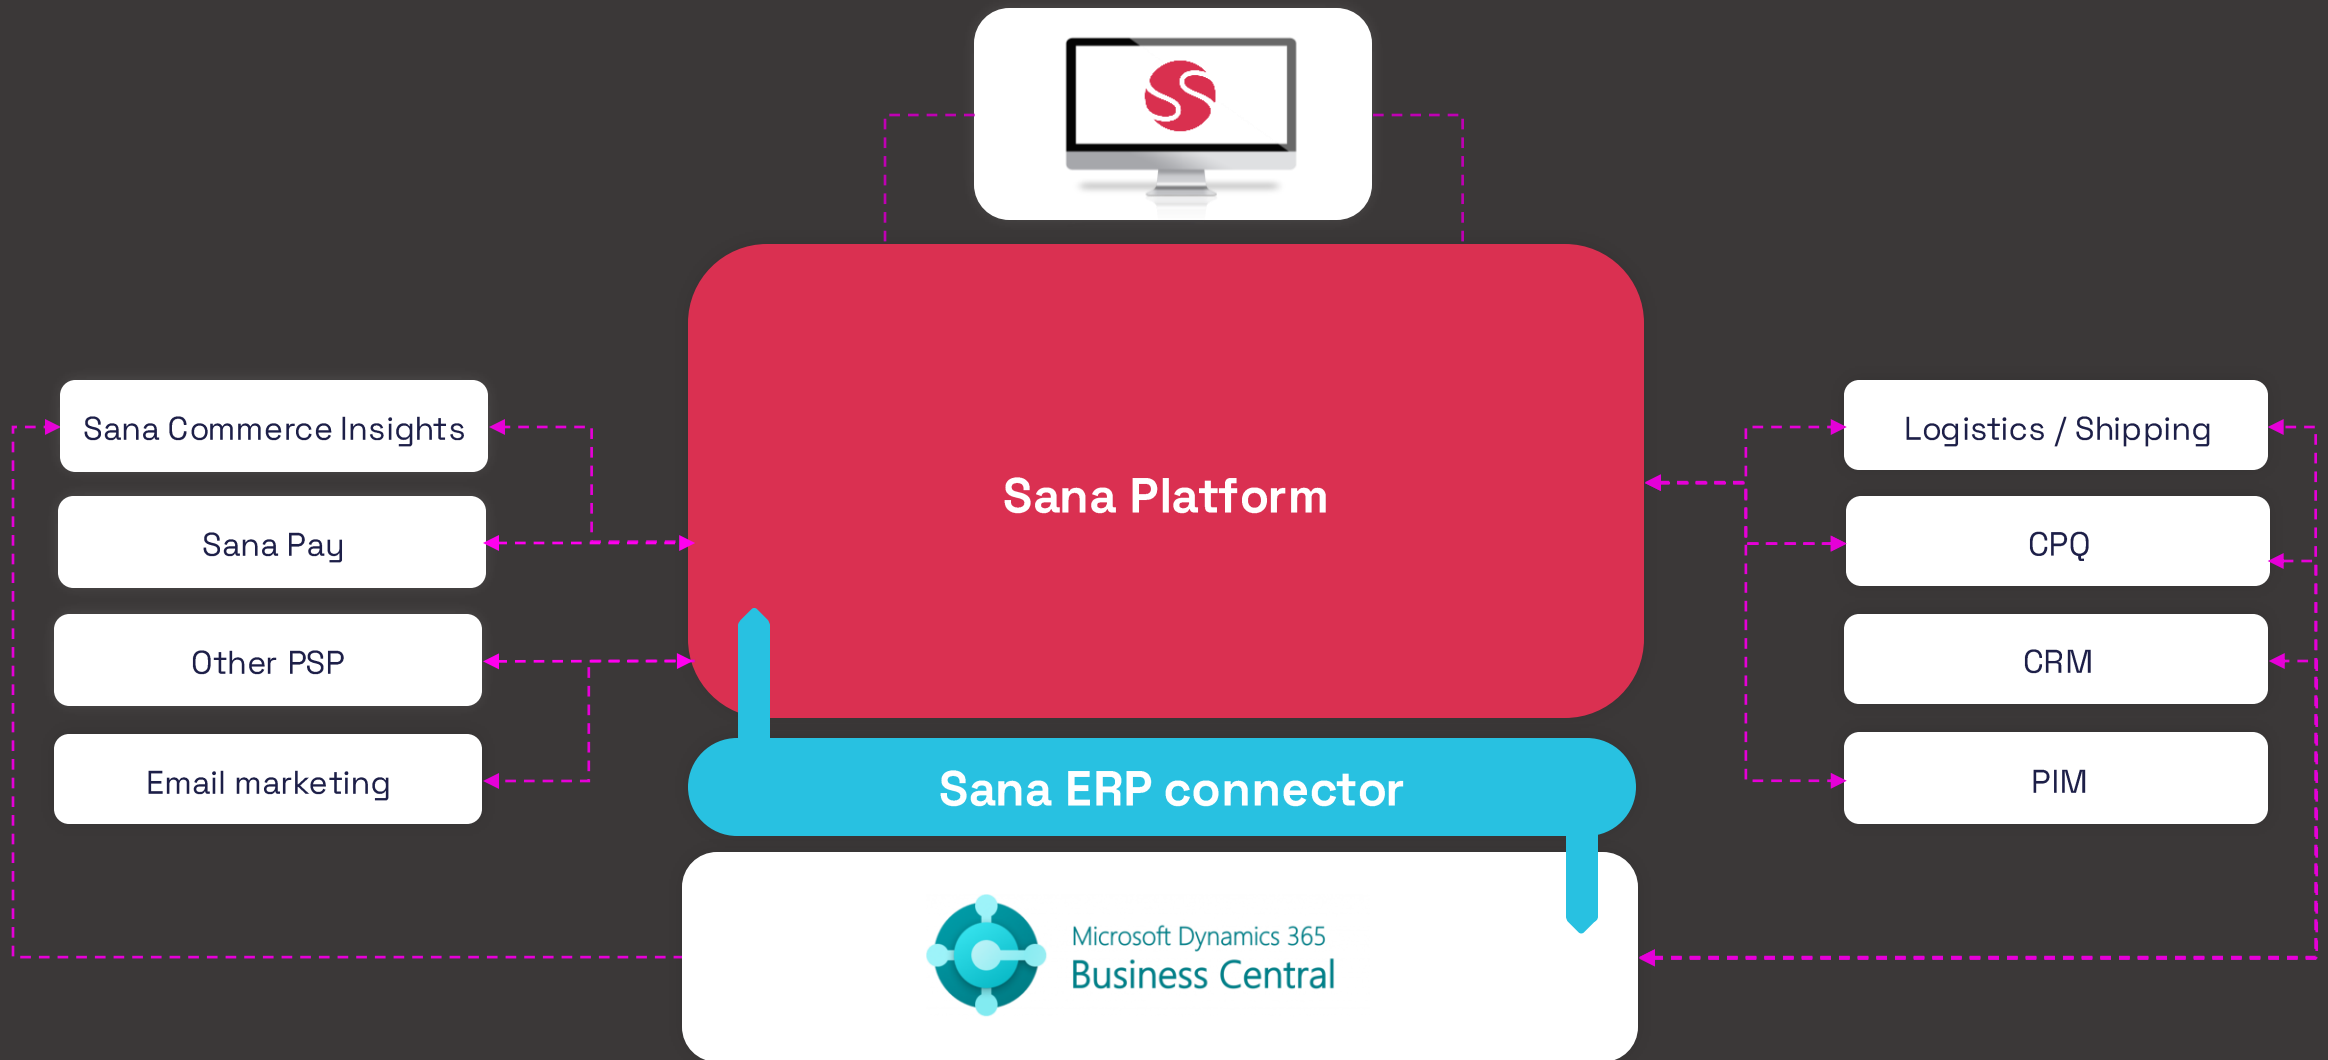 Sana Commerce Insights
Sana Pay
Other PSP
Email marketing
Sana Platform
Sana ERP connector
Microsoft Dynamics 365
Business Central
Logistics / Shipping
CPQ
CRM
PIM